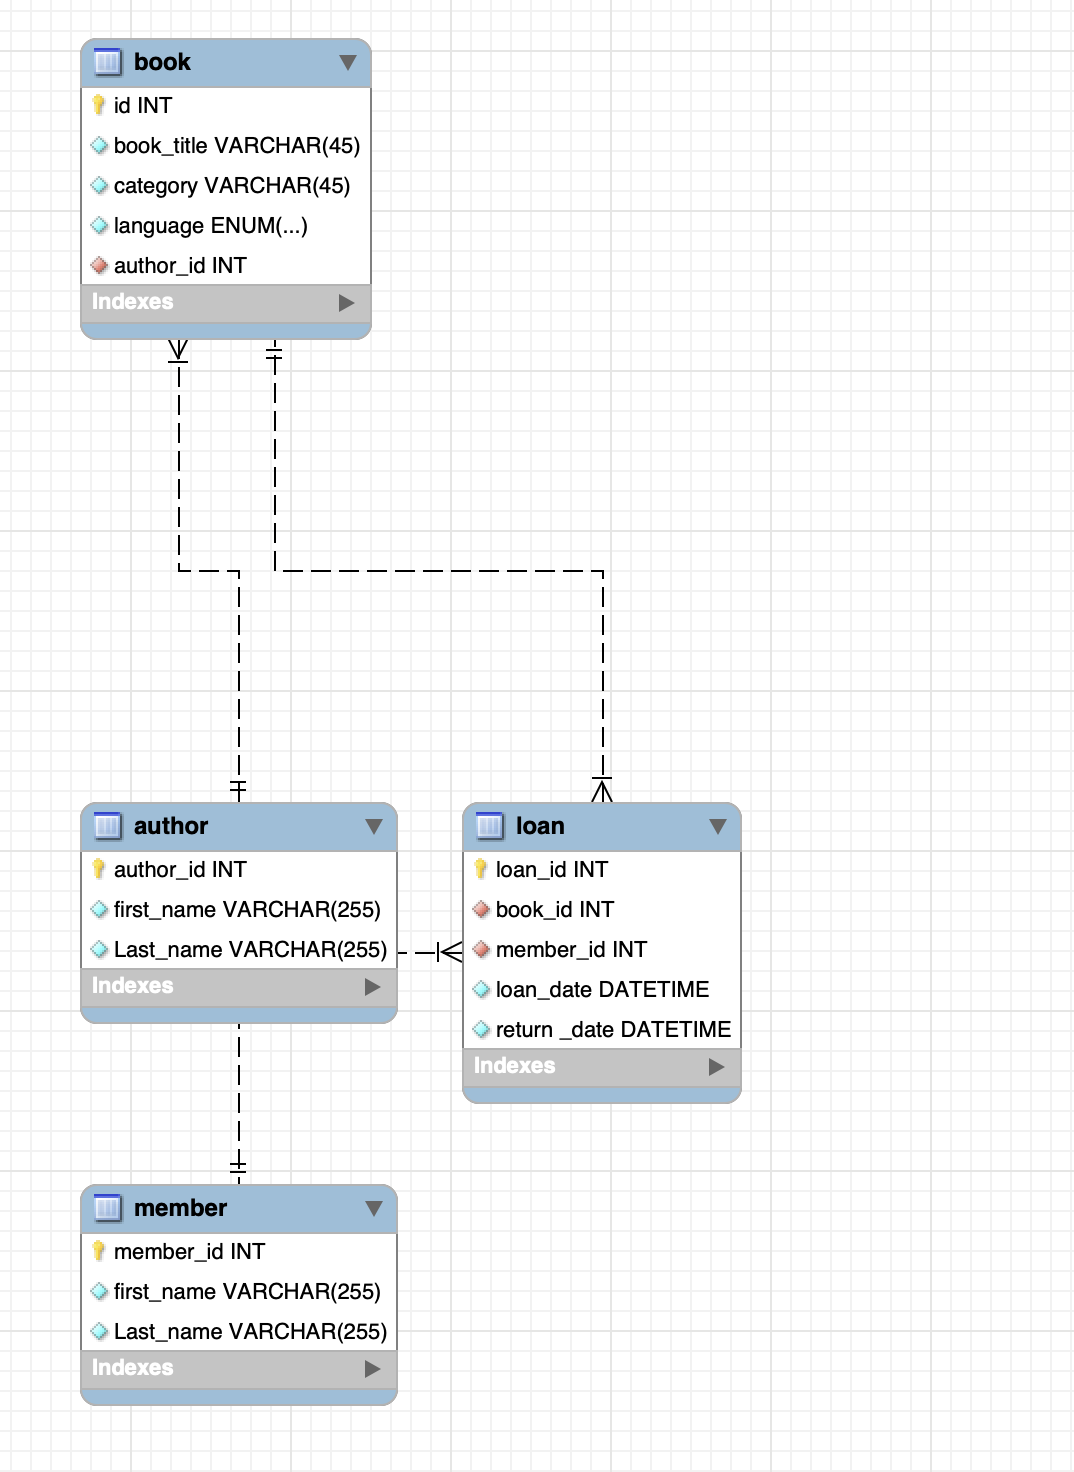 book
id INT
book_title VARCHAR(45)
category VARCHAR(45)
language ENUM(...)
author_id INT
Indexes
author
author_id INT
first_name VARCHAR(255)
Last_name VARCHAR(255)
Indexes
loan
loan_id INT
book_id INT
member_id INT
loan_date DATETIME
return _date DATETIME
Indexes
member
member_id INT
first_name VARCHAR(255)
Last_name VARCHAR(255)
Indexes